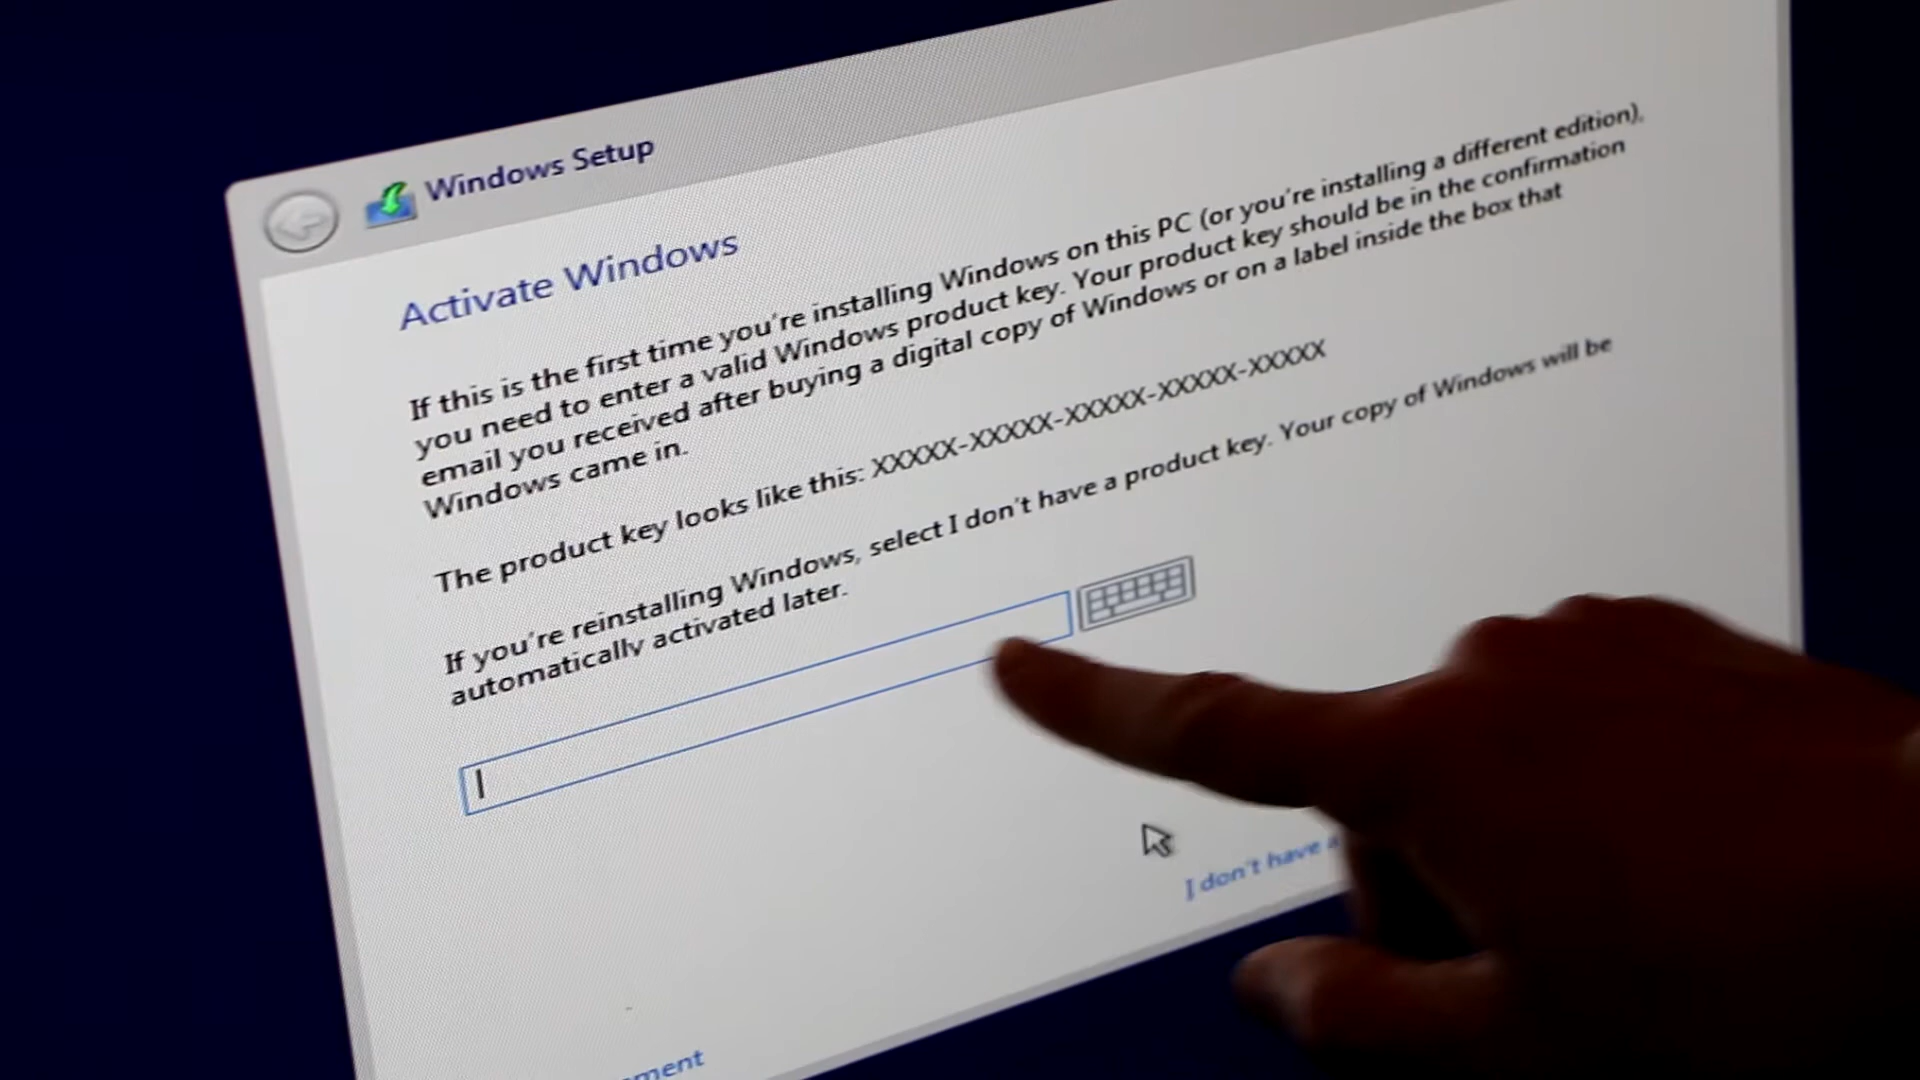 Windows Setup
Activate Windows
If this is the first time you're installing Windows on this PC (or you're installing a different edition),
you need to enter a valid Windows product key. Your product key should be in the confirmation
email you received after buying a digital copy of Windows or on a label inside the box that
Windows came in.
The product key looks like this: XXXXX-XXXXX-XXXXX-XXXXX-XXXXX
If you're reinstalling Windows, select I don't have a product key. Your copy of Windows will be
automatically activated later.
I don't have a